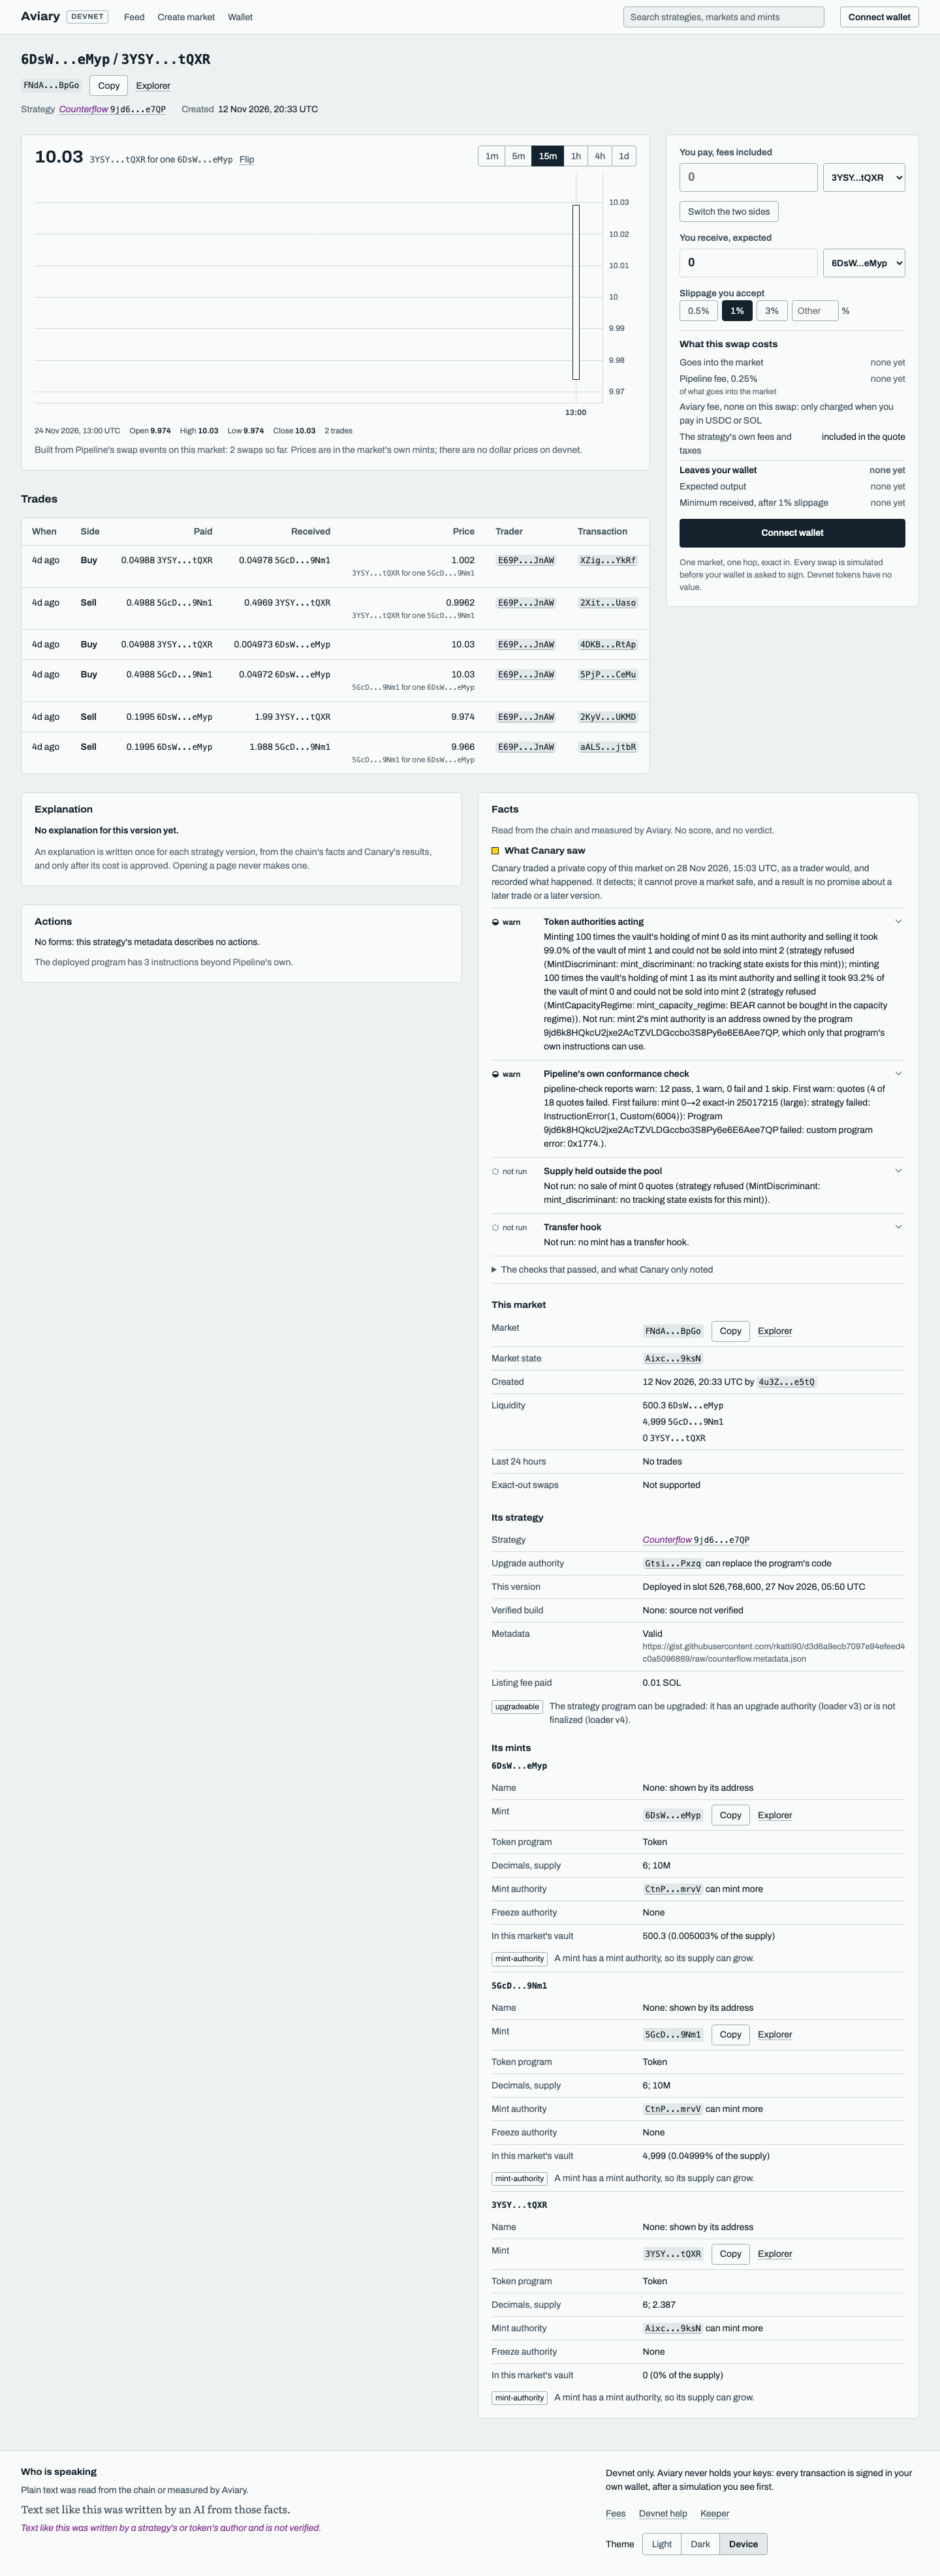 Aviary DEVNET Feed Create market Wallet Search strategies, markets and mints Connect wallet
6DsW...eMyp / 3YSY...tQXR
FNdA...BpGo Copy Explorer
Strategy Counterflow 9jd6...e7QP Created 12 Nov 2026, 20:33 UTC
10.03 3YSY...tQXR for one 6DsW...eMyp Flip
1m 5m 15m 1h 4h 1d
10.03
10.02
10.01
10
9.99
9.98
9.97
13:00
24 Nov 2026, 13:00 UTC Open 9.974 High 10.03 Low 9.974 Close 10.03 2 trades
Built from Pipeline's swap events on this market: 2 swaps so far. Prices are in the market's own mints; there are no dollar prices on devnet.
You pay, fees included
0 3YSY...tQXR
Switch the two sides
You receive, expected
0 6DsW...eMyp
Slippage you accept
0.5% 1% 3% Other %
What this swap costs
Goes into the market none yet
Pipeline fee, 0.25% none yet
of what goes into the market
Aviary fee, none on this swap: only charged when you
pay in USDC or SOL
The strategy's own fees and included in the quote
taxes
Leaves your wallet none yet
Expected output none yet
Minimum received, after 1% slippage none yet
Connect wallet
One market, one hop, exact in. Every swap is simulated
before your wallet is asked to sign. Devnet tokens have no
value.
Trades
When Side Paid Received Price Trader Transaction
4d ago Buy 0.04988 3YSY...tQXR 0.04978 5GcD...9Nm1 1.002 E69P...JnAW XZig...YkRf
3YSY...tQXR for one 5GcD...9Nm1
4d ago Sell 0.4988 5GcD...9Nm1 0.4969 3YSY...tQXR 0.9962 E69P...JnAW 2Xit...Uaso
3YSY...tQXR for one 5GcD...9Nm1
4d ago Buy 0.04988 3YSY...tQXR 0.004973 6DsW...eMyp 10.03 E69P...JnAW 4DKB...RtAp
4d ago Buy 0.4988 5GcD...9Nm1 0.04972 6DsW...eMyp 10.03 E69P...JnAW 5PjP...CeMu
5GcD...9Nm1 for one 6DsW...eMyp
4d ago Sell 0.1995 6DsW...eMyp 1.99 3YSY...tQXR 9.974 E69P...JnAW 2KyV...UKMD
4d ago Sell 0.1995 6DsW...eMyp 1.988 5GcD...9Nm1 9.966 E69P...JnAW aALS...jtbR
5GcD...9Nm1 for one 6DsW...eMyp
Explanation
No explanation for this version yet.
An explanation is written once for each strategy version, from the chain's facts and Canary's results,
and only after its cost is approved. Opening a page never makes one.
Actions
No forms: this strategy's metadata describes no actions.
The deployed program has 3 instructions beyond Pipeline's own.
Facts
Read from the chain and measured by Aviary. No score, and no verdict.
What Canary saw
Canary traded a private copy of this market on 28 Nov 2026, 15:03 UTC, as a trader would, and
recorded what happened. It detects; it cannot prove a market safe, and a result is no promise about a
later trade or a later version.
warn Token authorities acting
Minting 100 times the vault's holding of mint 0 as its mint authority and selling it took
99.0% of the vault of mint 1 and could not be sold into mint 2 (strategy refused
(MintDiscriminant: mint_discriminant: no tracking state exists for this mint)); minting
100 times the vault's holding of mint 1 as its mint authority and selling it took 93.2% of
the vault of mint 0 and could not be sold into mint 2 (strategy refused
(MintCapacityRegime: mint_capacity_regime: BEAR cannot be bought in the capacity
regime)). Not run: mint 2's mint authority is an address owned by the program
9jd6k8HQkcU2jxe2AcTZVLDGccbo3S8Py6e6E6Aee7QP, which only that program's
own instructions can use.
warn Pipeline's own conformance check
pipeline-check reports warn: 12 pass, 1 warn, 0 fail and 1 skip. First warn: quotes (4 of
18 quotes failed. First failure: mint 0→2 exact-in 25017215 (large): strategy failed:
InstructionError(1, Custom(6004)): Program
9jd6k8HQkcU2jxe2AcTZVLDGccbo3S8Py6e6E6Aee7QP failed: custom program
error: 0x1774.).
not run Supply held outside the pool
Not run: no sale of mint 0 quotes (strategy refused (MintDiscriminant:
mint_discriminant: no tracking state exists for this mint)).
not run Transfer hook
Not run: no mint has a transfer hook.
The checks that passed, and what Canary only noted
This market
Market FNdA...BpGo Copy Explorer
Market state Aixc...9ksN
Created 12 Nov 2026, 20:33 UTC by 4u3Z...e5tQ
Liquidity 500.3 6DsW...eMyp
4,999 5GcD...9Nm1
0 3YSY...tQXR
Last 24 hours No trades
Exact-out swaps Not supported
Its strategy
Strategy Counterflow 9jd6...e7QP
Upgrade authority Gtsi...Pxzq can replace the program's code
This version Deployed in slot 526,768,600, 27 Nov 2026, 05:50 UTC
Verified build None: source not verified
Metadata Valid
https://gist.githubusercontent.com/rkatti90/d3d6a9ecb7097e94efeed4
c0a5096869/raw/counterflow.metadata.json
Listing fee paid 0.01 SOL
upgradeable The strategy program can be upgraded: it has an upgrade authority (loader v3) or is not
finalized (loader v4).
Its mints
6DsW...eMyp
Name None: shown by its address
Mint 6DsW...eMyp Copy Explorer
Token program Token
Decimals, supply 6; 10M
Mint authority CtnP...mrvV can mint more
Freeze authority None
In this market's vault 500.3 (0.005003% of the supply)
mint-authority A mint has a mint authority, so its supply can grow.
5GcD...9Nm1
Name None: shown by its address
Mint 5GcD...9Nm1 Copy Explorer
Token program Token
Decimals, supply 6; 10M
Mint authority CtnP...mrvV can mint more
Freeze authority None
In this market's vault 4,999 (0.04999% of the supply)
mint-authority A mint has a mint authority, so its supply can grow.
3YSY...tQXR
Name None: shown by its address
Mint 3YSY...tQXR Copy Explorer
Token program Token
Decimals, supply 6; 2.387
Mint authority Aixc...9ksN can mint more
Freeze authority None
In this market's vault 0 (0% of the supply)
mint-authority A mint has a mint authority, so its supply can grow.
Who is speaking
Plain text was read from the chain or measured by Aviary.
Text set like this was written by an AI from those facts.
Text like this was written by a strategy's or token's author and is not verified.
Devnet only. Aviary never holds your keys: every transaction is signed in your
own wallet, after a simulation you see first.
Fees Devnet help Keeper
Theme Light Dark Device